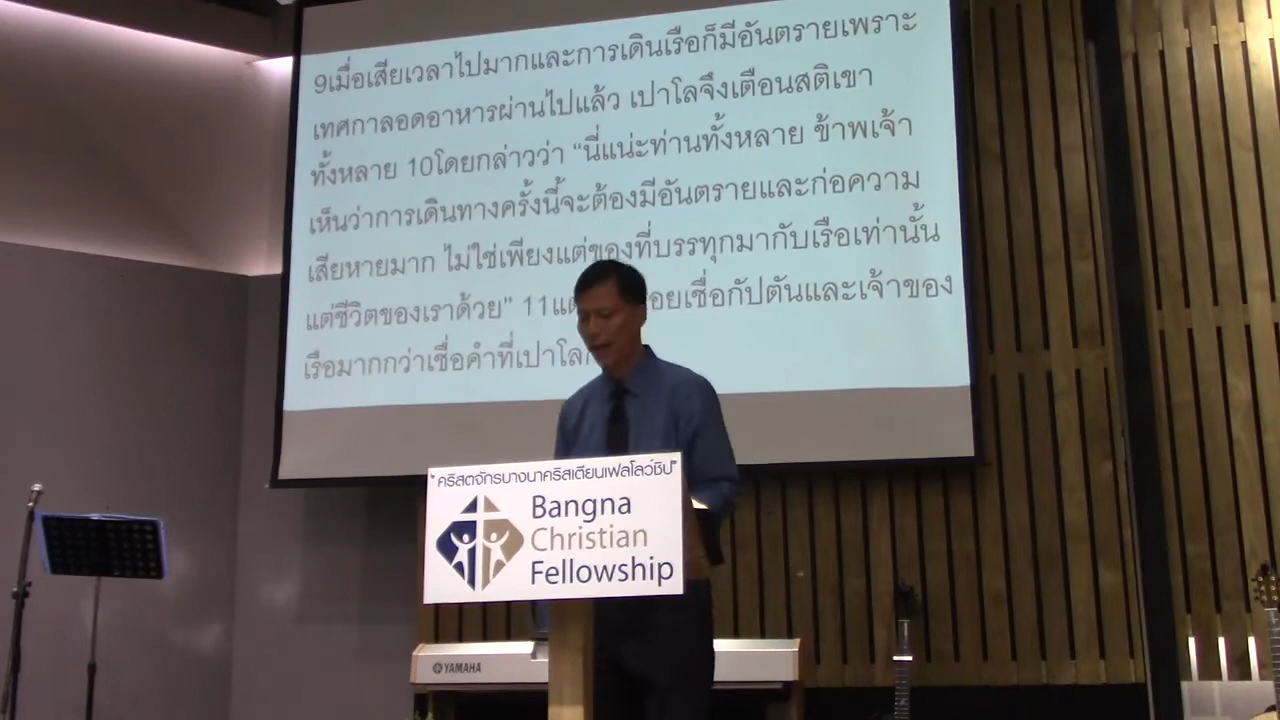 9เมื่อเสียเวลาไปมากและการเดินเรือก็มีอันตรายเพราะ
เทศกาลอดอาหารผ่านไปแล้ว เปาโลจึงเตือนสติเขา
ทั้งหลาย 10โดยกล่าวว่า “นี่แน่ะท่านทั้งหลาย ข้าพเจ้า
เห็นว่าการเดินทางครั้งนี้จะต้องมีอันตรายและก่อความ
เสียหายมาก ไม่ใช่เพียงแต่ของที่บรรทุกมากับเรือเท่านั้น
แต่ชีวิตของเราด้วย” 11 เชื่อกัปตันและเจ้าของ
เรือมากกว่าเชื่อคำที่เปาโล
"คริสตจักรบางนาคริสเตียนเฟลโลว์ชิป"
Bangna
Christian
Fellowship
YAMAHA